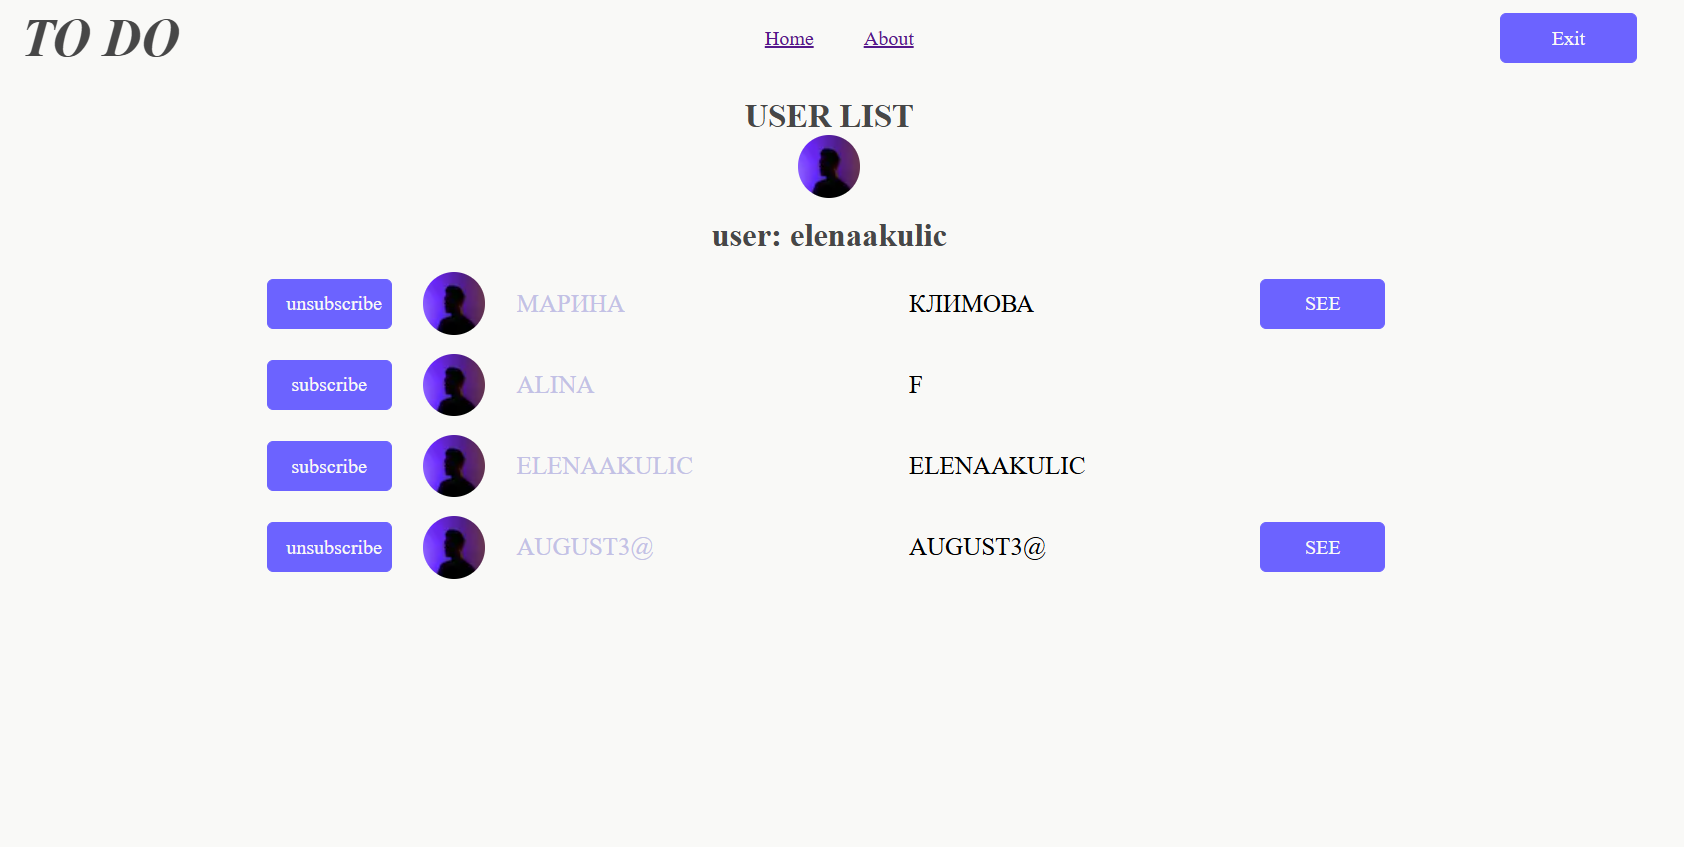 TO DO Home About Exit
USER LIST
user: elenaakulic
unsubscribe МАРИНА КЛИМОВА SEE
subscribe ALINA F
subscribe ELENAAKULIC ELENAAKULIC
unsubscribe AUGUST3@ AUGUST3@ SEE